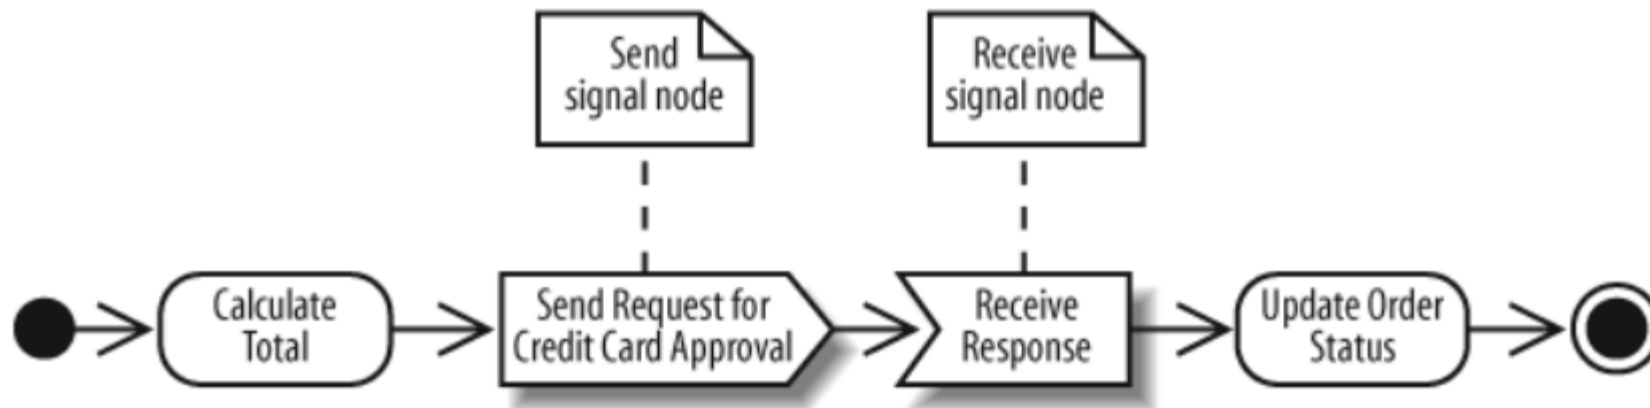 Send
signal node
Receive
signal node
Calculate
Total
Send Request for
Credit Card Approval
Receive
Response
Update Order
Status